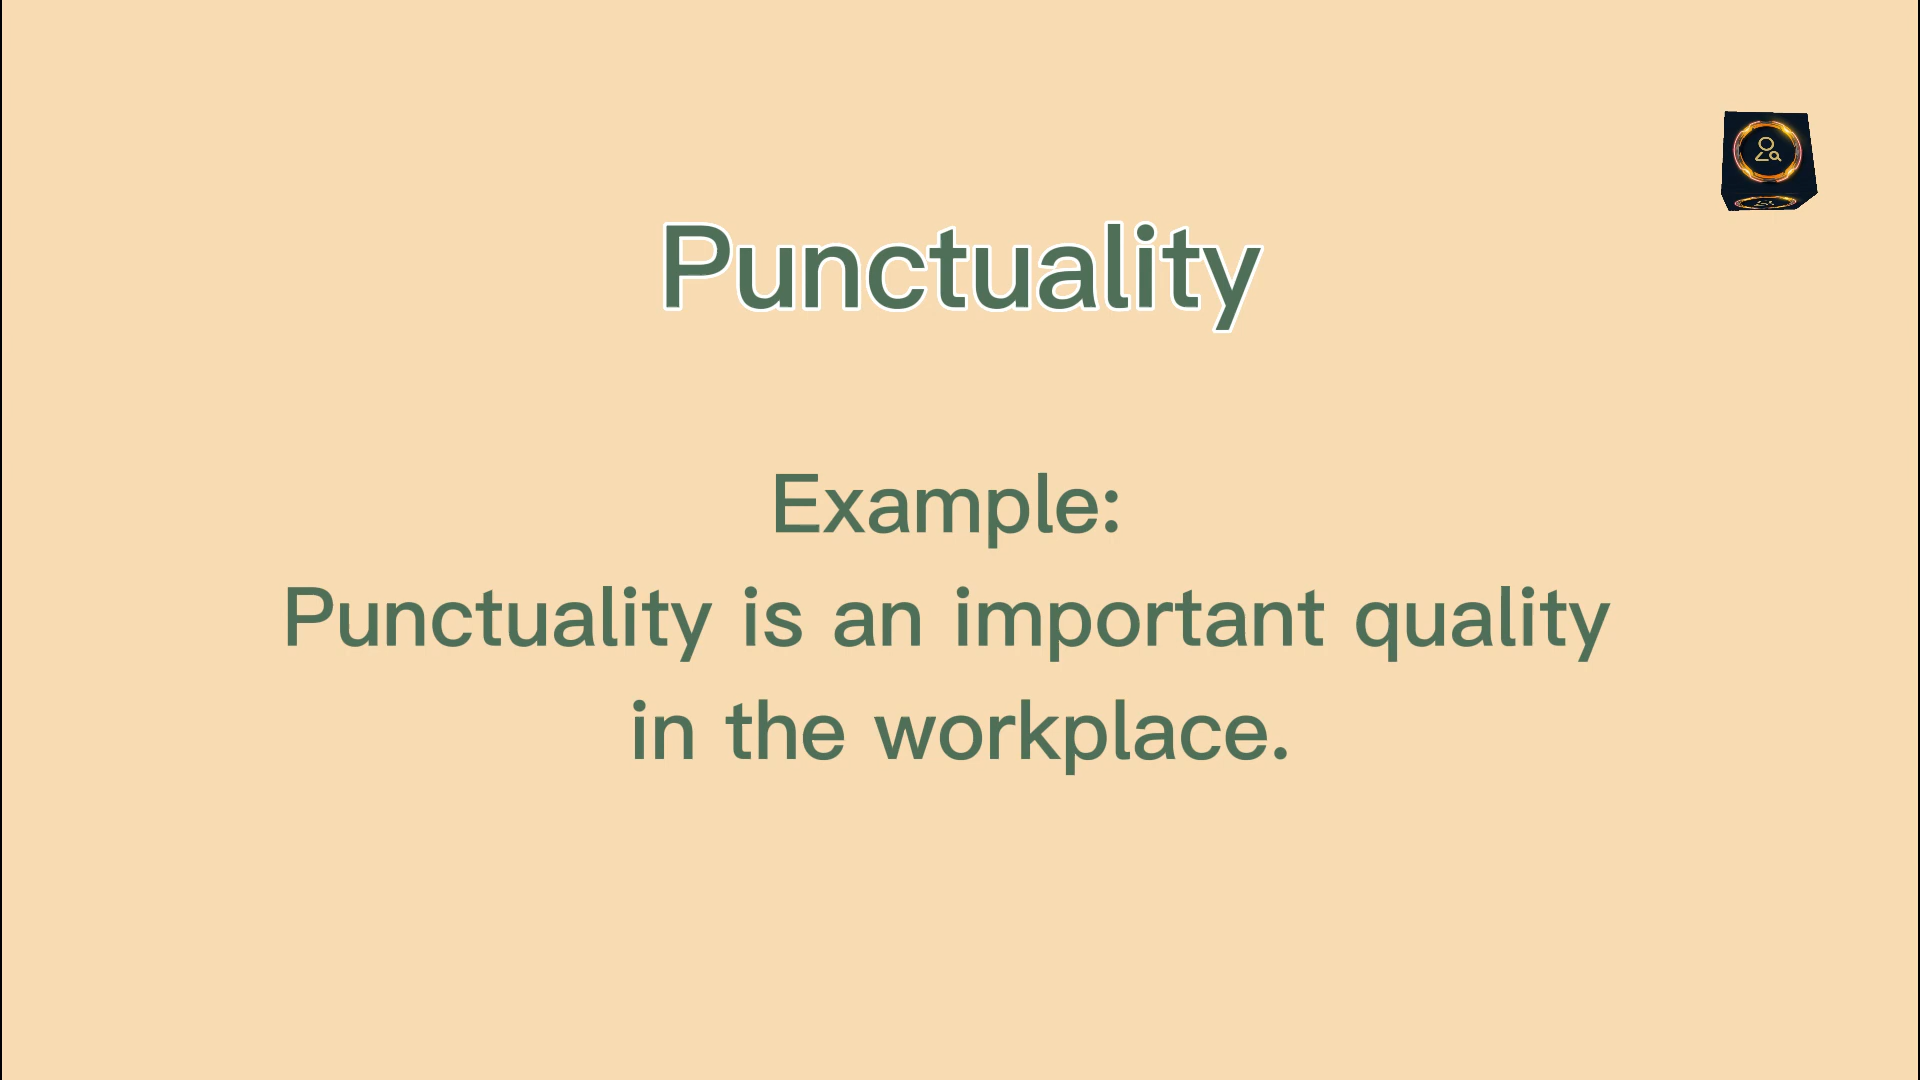 Punctuality
Example:
Punctuality is an important quality
in the workplace.